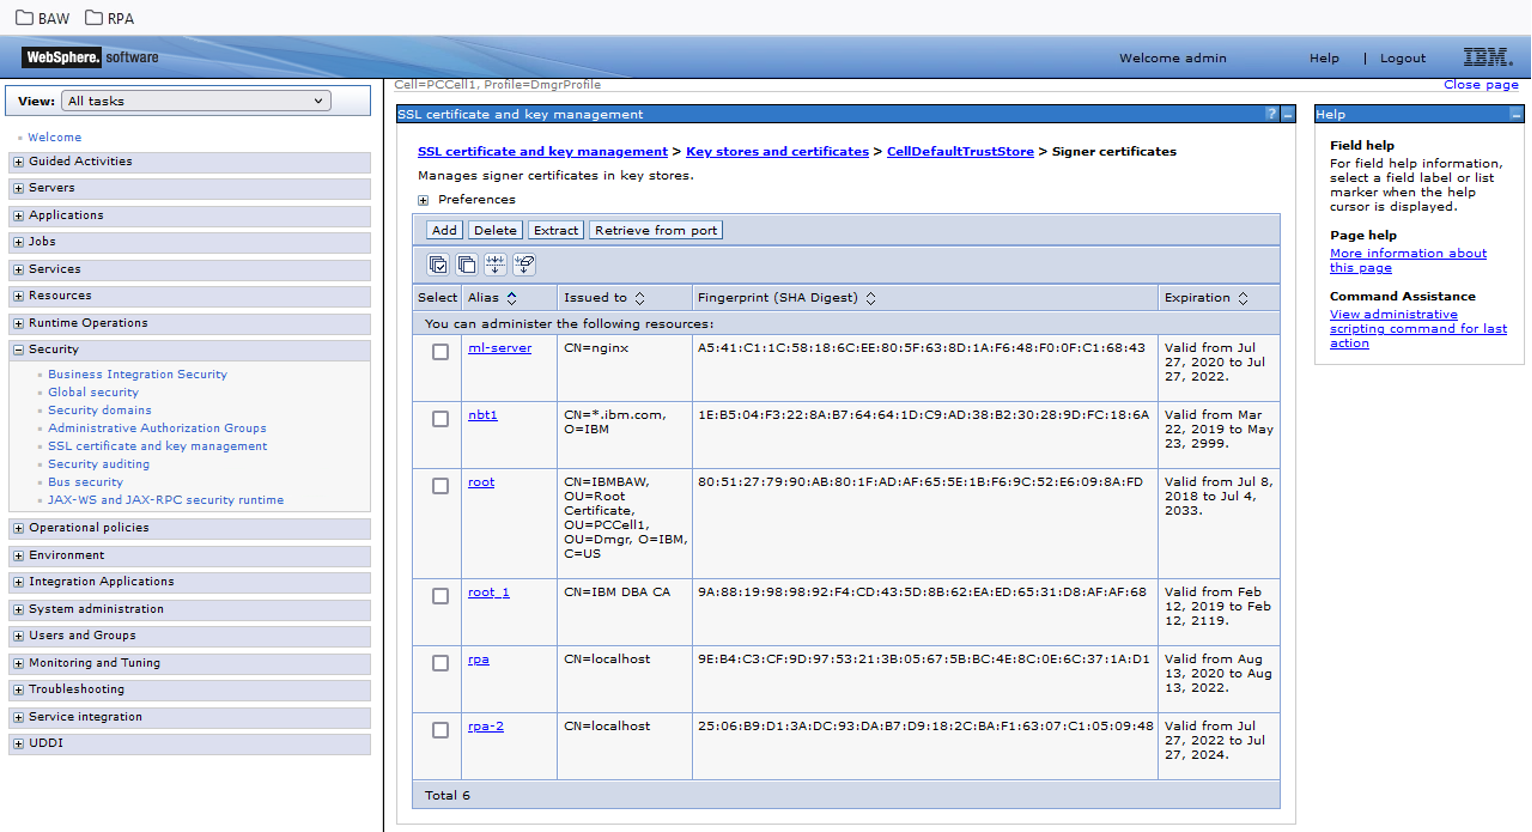 BAW RPA
WebSphere. software Welcome admin Help | Logout IBM.
Cell=PCCell1, Profile=DmgrProfile Close page
View: All tasks
Welcome
Guided Activities
Servers
Applications
Jobs
Services
Resources
Runtime Operations
Security
Business Integration Security
Global security
Security domains
Administrative Authorization Groups
SSL certificate and key management
Security auditing
Bus security
JAX-WS and JAX-RPC security runtime
Operational policies
Environment
Integration Applications
System administration
Users and Groups
Monitoring and Tuning
Troubleshooting
Service integration
UDDI
SSL certificate and key management ? -
SSL certificate and key management > Key stores and certificates > CellDefaultTrustStore > Signer certificates
Manages signer certificates in key stores.
Preferences
Add Delete Extract Retrieve from port
Select Alias Issued to Fingerprint (SHA Digest) Expiration
You can administer the following resources:
ml-server CN=nginx A5:41:C1:1C:58:18:6C:EE:80:5F:63:8D:1A:F6:48:F0:0F:C1:68:43 Valid from Jul
27, 2020 to Jul
27, 2022.
nbt1 CN=*.ibm.com, 1E:B5:04:F3:22:8A:B7:64:64:1D:C9:AD:38:B2:30:28:9D:FC:18:6A Valid from Mar
O=IBM 22, 2019 to May
23, 2999.
root CN=IBMBAW, 80:51:27:79:90:AB:80:1F:AD:AF:65:5E:1B:F6:9C:52:E6:09:8A:FD Valid from Jul 8,
OU=Root 2018 to Jul 4,
Certificate, 2033.
OU=PCCell1,
OU=Dmgr, O=IBM,
C=US
root_1 CN=IBM DBA CA 9A:88:19:98:98:92:F4:CD:43:5D:8B:62:EA:ED:65:31:D8:AF:AF:68 Valid from Feb
12, 2019 to Feb
12, 2119.
rpa CN=localhost 9E:B4:C3:CF:9D:97:53:21:3B:05:67:5B:BC:4E:8C:0E:6C:37:1A:D1 Valid from Aug
13, 2020 to Aug
13, 2022.
rpa-2 CN=localhost 25:06:B9:D1:3A:DC:93:DA:B7:D9:18:2C:BA:F1:63:07:C1:05:09:48 Valid from Jul
27, 2022 to Jul
27, 2024.
Total 6
Help -
Field help
For field help information,
select a field label or list
marker when the help
cursor is displayed.
Page help
More information about
this page
Command Assistance
View administrative
scripting command for last
action